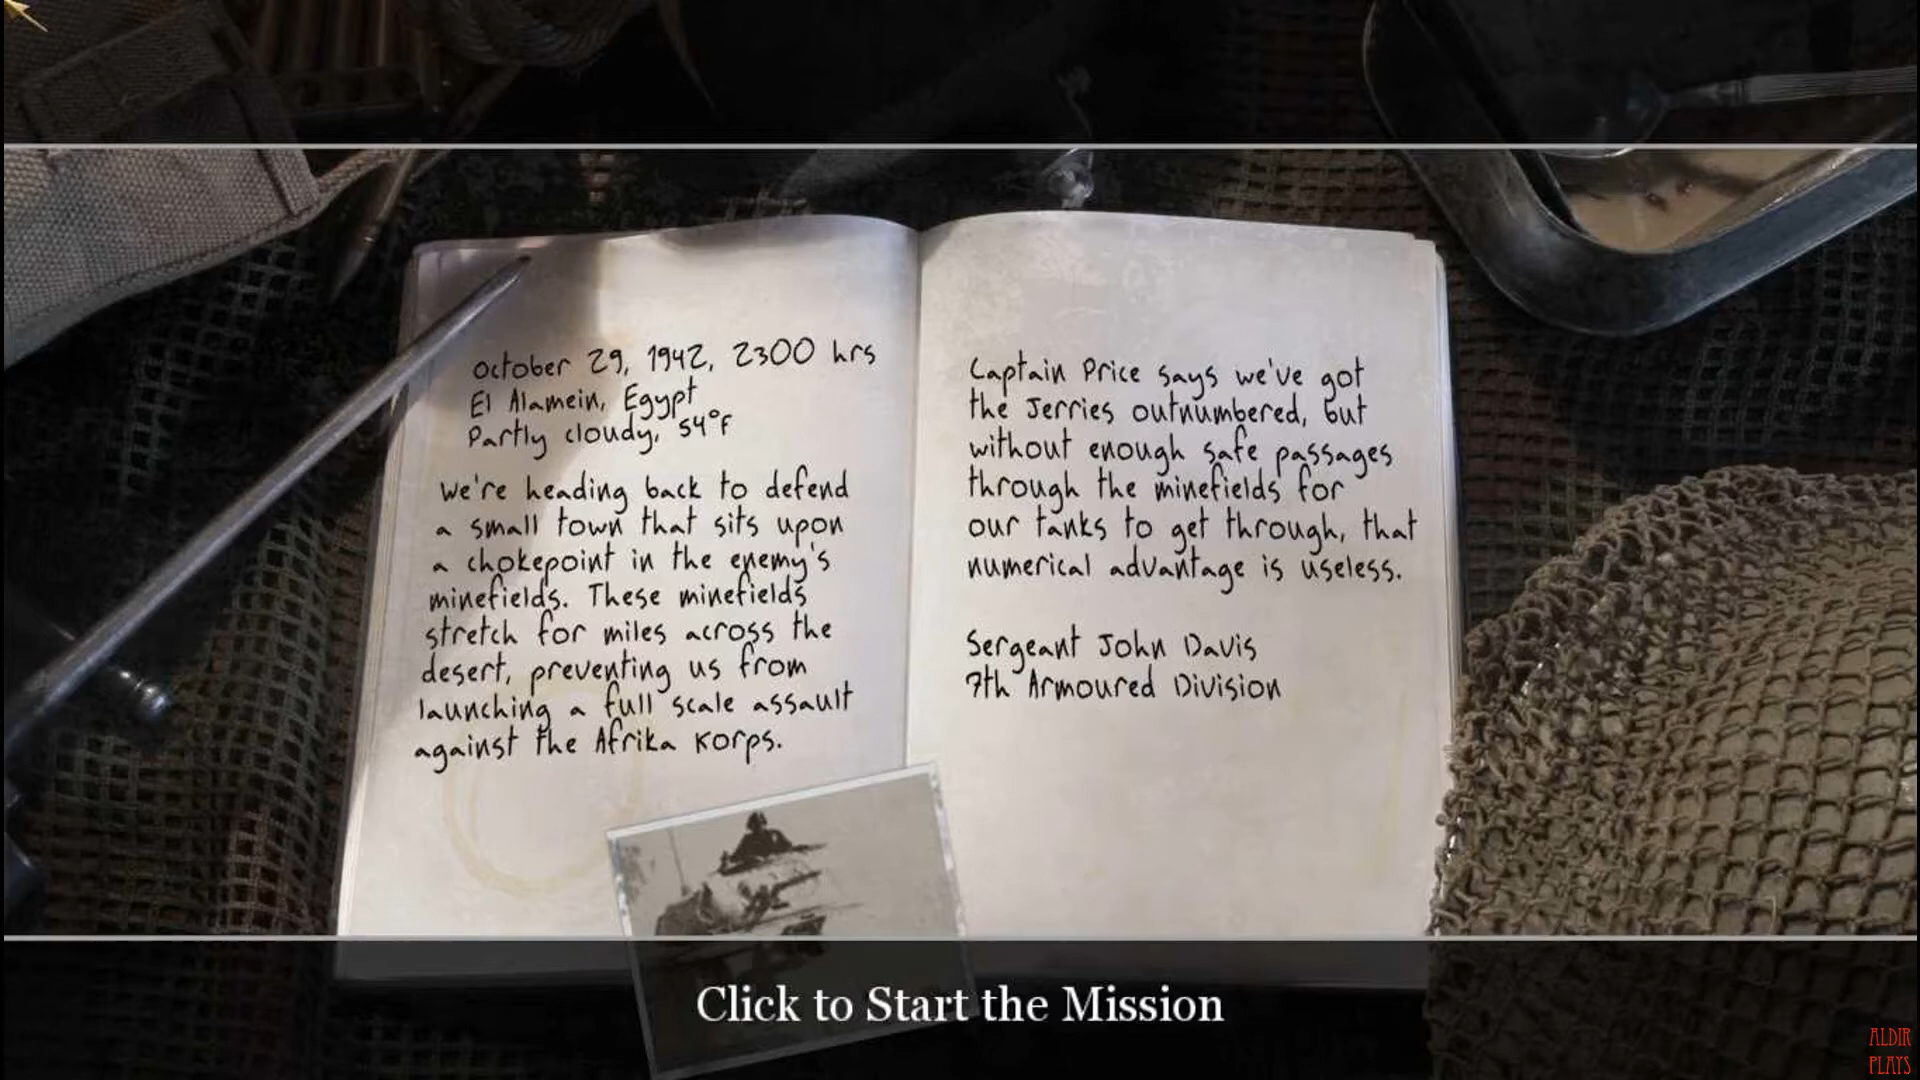 October 29, 1942, 2300 hrs
El Alamein, Egypt
Partly cloudy, 54°F
We're heading back to defend
a small town that sits upon
a chokepoint in the enemy's
minefields. These minefields
stretch for miles across the
desert, preventing us from
launching a full scale assault
against the Afrika Korps.
Captain Price says we've got
the Jerries outnumbered, but
without enough safe passages
through the minefields for
our tanks to get through, that
numerical advantage is useless.
Sergeant John Davis
7th Armoured Division
Click to Start the Mission
ALDIR
PLAYS